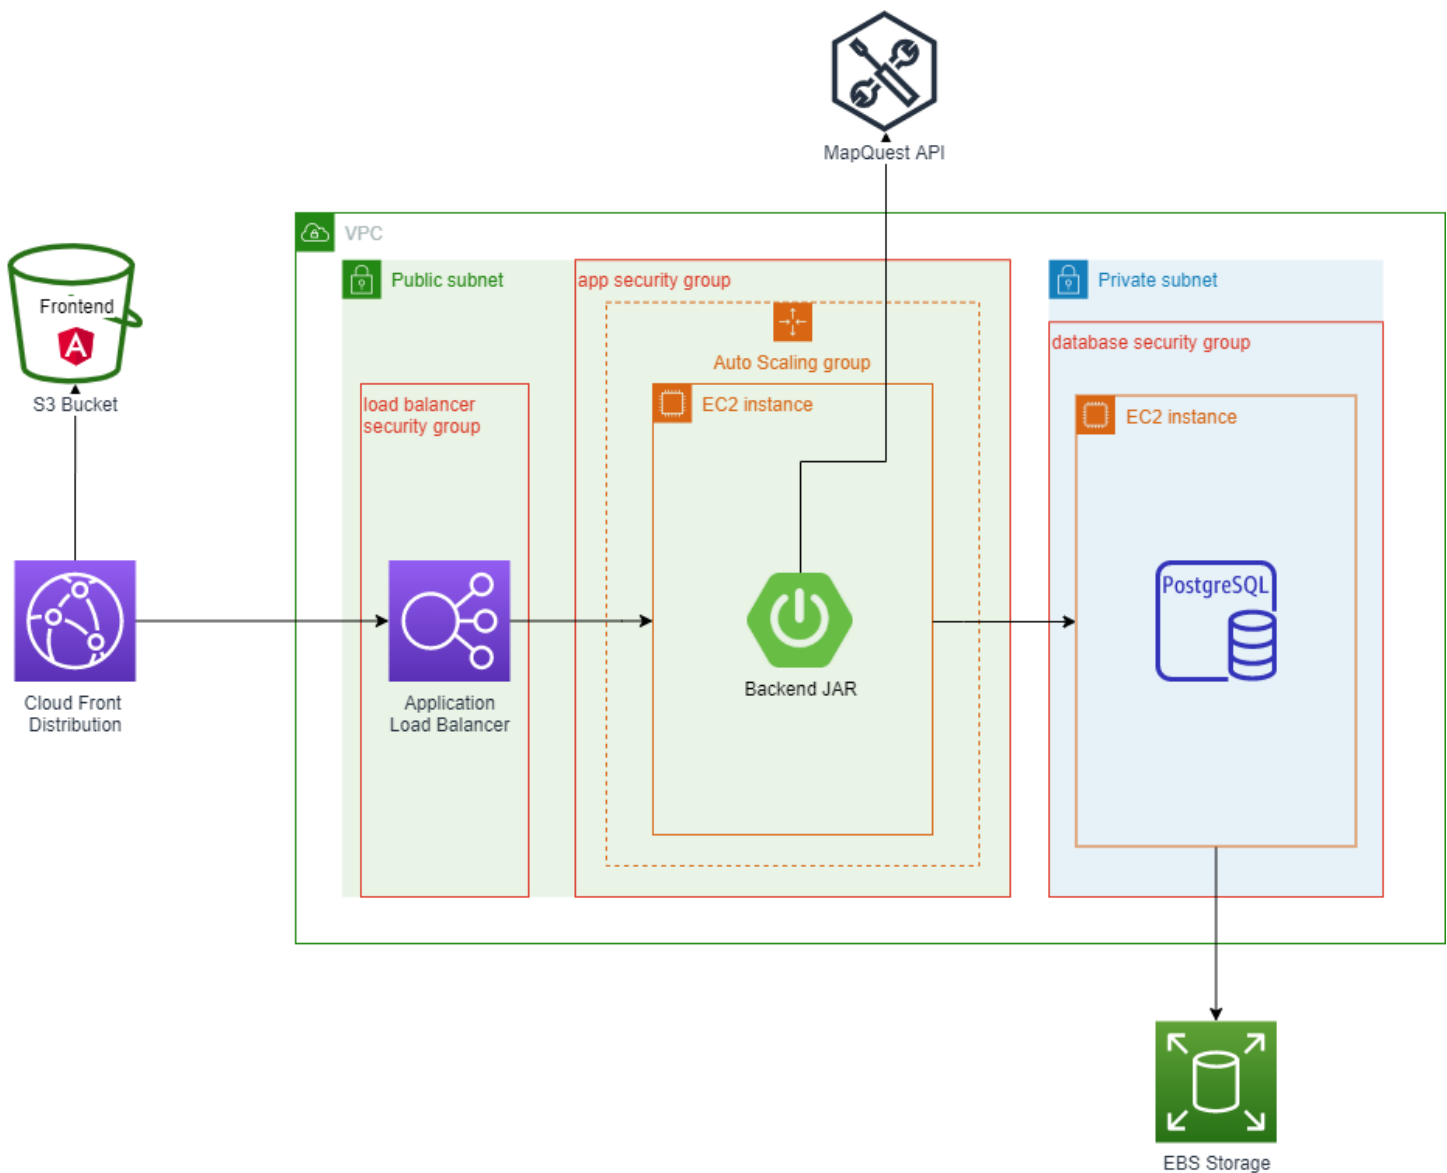 MapQuest API
VPC
Public subnet
app security group
Private subnet
Frontend
A
database security group
Auto Scaling group
S3 Bucket
load balancer
security group
EC2 instance
EC2 instance
PostgreSQL
Backend JAR
Cloud Front
Distribution
Application
Load Balancer
EBS Storage